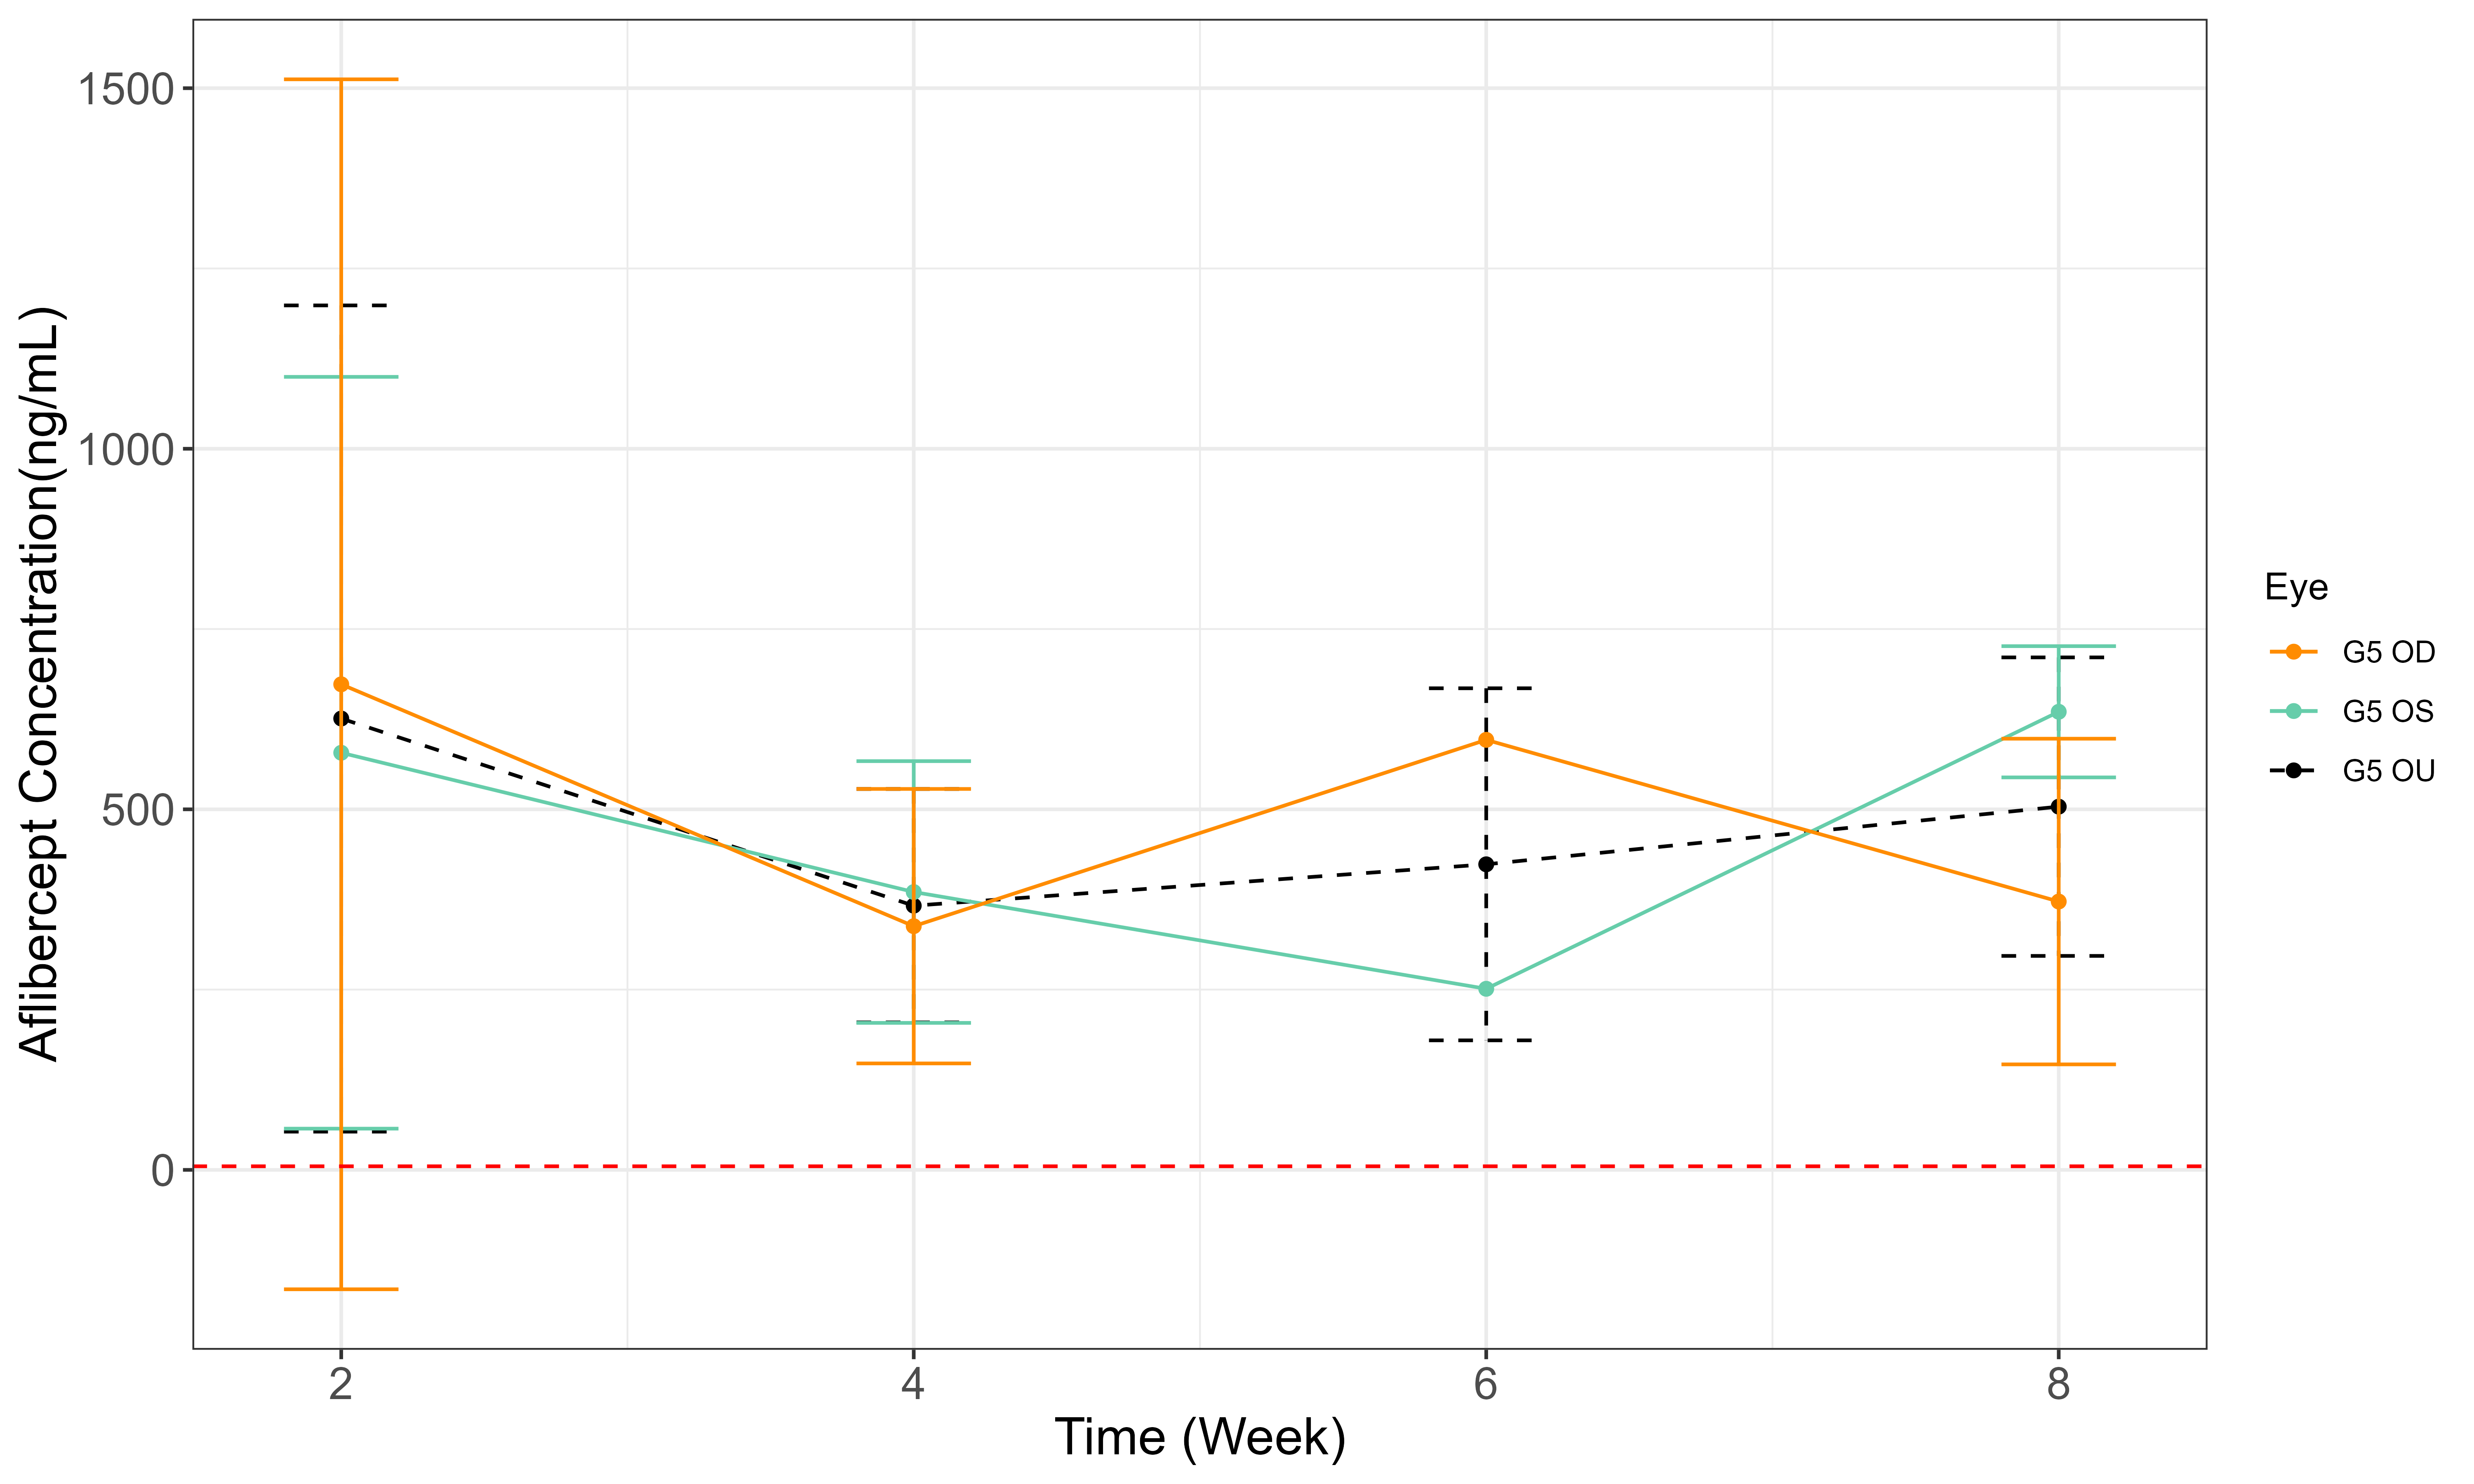 1500
1000
500
0
Aflibercept Concentration(ng/mL)
2
4
6
8
Time (Week)
Eye
G5 OD
G5 OS
G5 OU